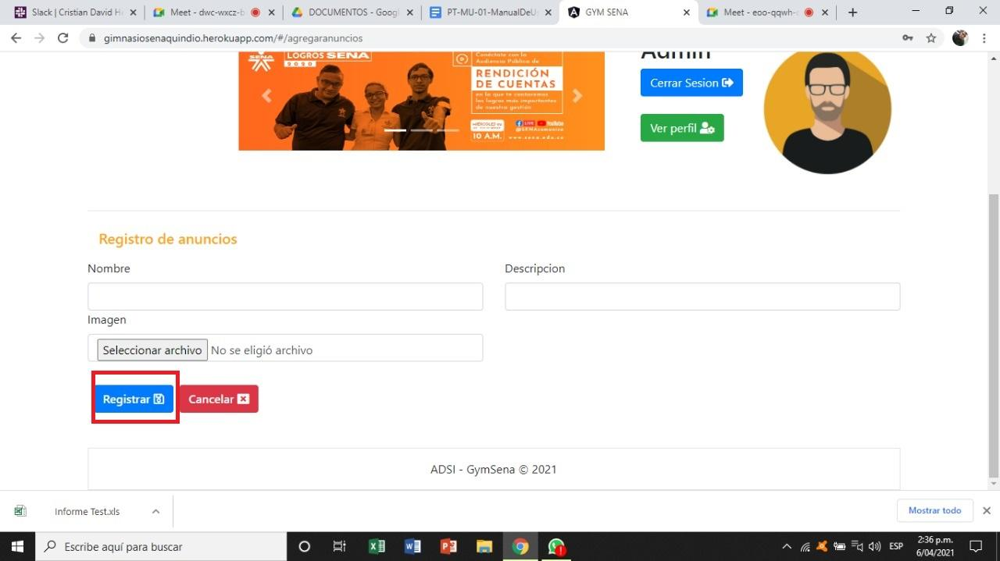 Slack | Cristian David H
Meet - dwc-wxcz-b
DOCUMENTOS - Googl
PT-MU-01-ManualDeU
GYM SENA
Meet - eoo-qqwh-
gimnasiosenaquindio.herokuapp.com/#/agregaranuncios
SENA
LOGROS SENA
2020
Conéctate con la
Audiencia Pública de
RENDICIÓN
DE CUENTAS
en la que te contaremos
los logros más importantes
de nuestra gestión
LIVE YouTube
@SENAcomunica
10 A.M.
www.sena.edu.co
Admin
Cerrar Sesion
Ver perfil
Registro de anuncios
Nombre
Descripcion
Imagen
Seleccionar archivo No se eligió archivo
Registrar
Cancelar
ADSI - GymSena © 2021
Informe Test.xls
Mostrar todo
Escribe aquí para buscar
ESP
2:36 p.m.
6/04/2021